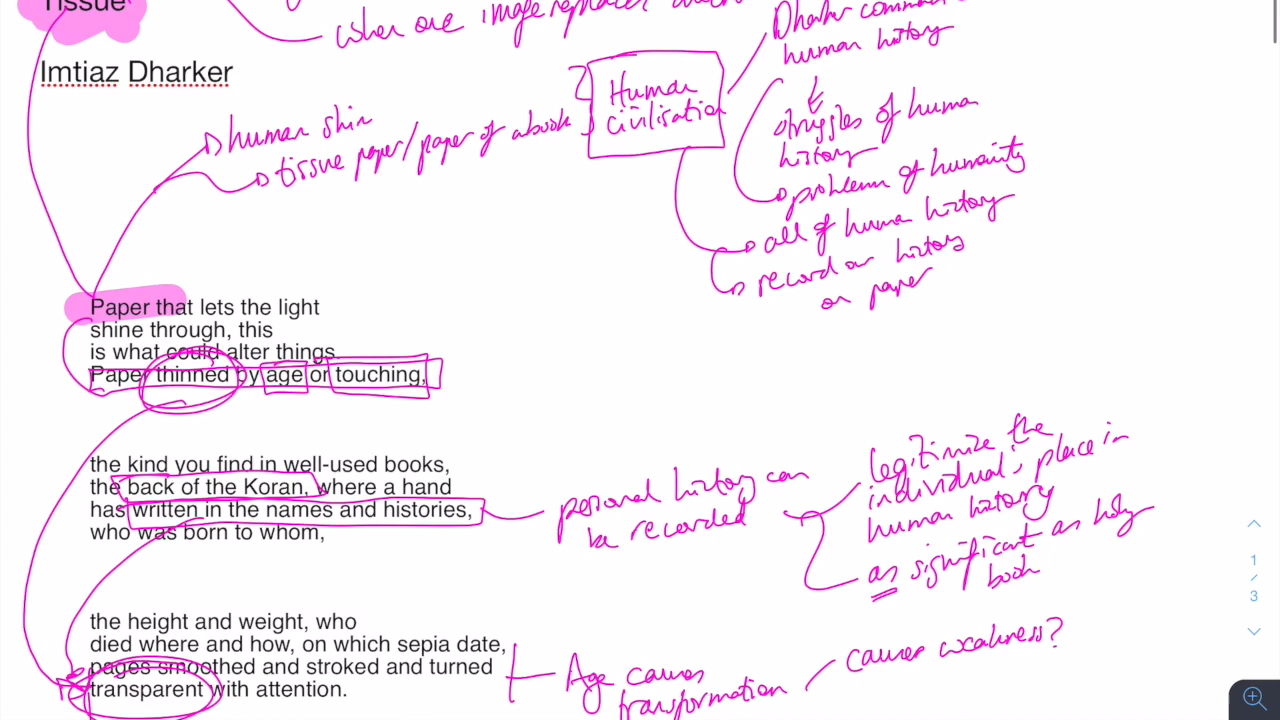 Tissue
when one image replaces
Imtiaz Dharker
human skin
tissue paper/paper of a book
Human
civilisation
Dharker
human history
struggles of human
history
problem of humanity
all of human history
record our history
on paper
Paper that lets the light
shine through, this
is what could alter things.
Paper thinned by age or touching,
the kind you find in well-used books,
the back of the Koran, where a hand
has written in the names and histories,
who was born to whom,
personal history can
be recorded
legitimize the
individual's place in
human history
as significant as holy
book
the height and weight, who
died where and how, on which sepia date,
pages smoothed and stroked and turned
transparent with attention.
Age causes
transformation
causes weakness?
1
/
3